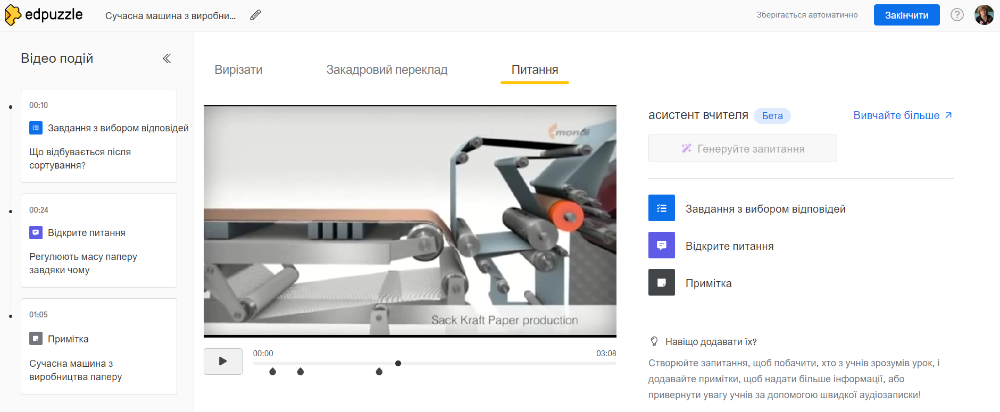 edpuzzle
Сучасна машина з виробни...
Зберігається автоматично
Закінчити
?
Відео подій
00:10
Завдання з вибором відповідей
Що відбувається після
сортування?
00:24
Відкрите питання
Регулюють масу паперу
завдяки чому
01:05
Примітка
Сучасна машина з
виробництва паперу
Вирізати
Закадровий переклад
Питання
mondi
Sack Kraft Paper production
00:00
03:08
асистент вчителя
Бета
Вивчайте більше
Генеруйте запитання
Завдання з вибором відповідей
Відкрите питання
Примітка
Навіщо додавати їх?
Створюйте запитання, щоб побачити, хто з учнів зрозумів урок, і
додавайте примітки, щоб надати більше інформації, або
привернути увагу учнів за допомогою швидкої аудіозаписки!